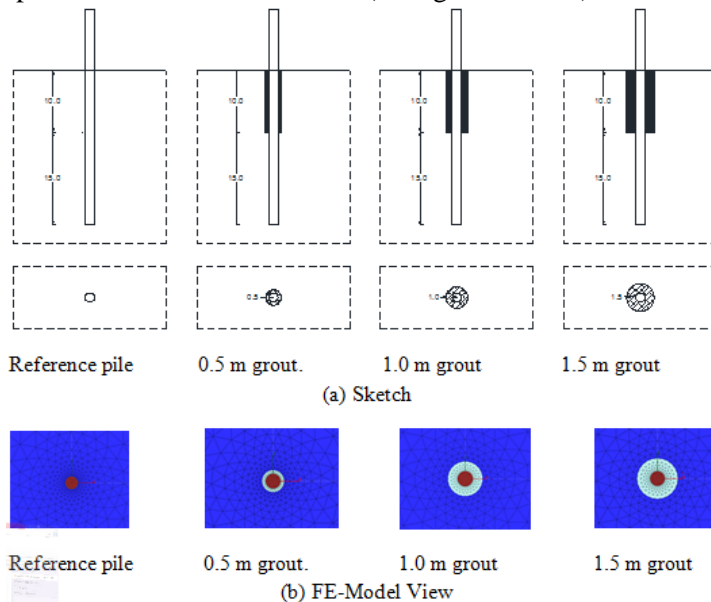 10.0 10.0 10.0 10.0
15.0 15.0 15.0 15.0
0.5 1.0 1.5
Reference pile 0.5 m grout. 1.0 m grout 1.5 m grout
(a) Sketch
Reference pile 0.5 m grout. 1.0 m grout 1.5 m grout
(b) FE-Model View